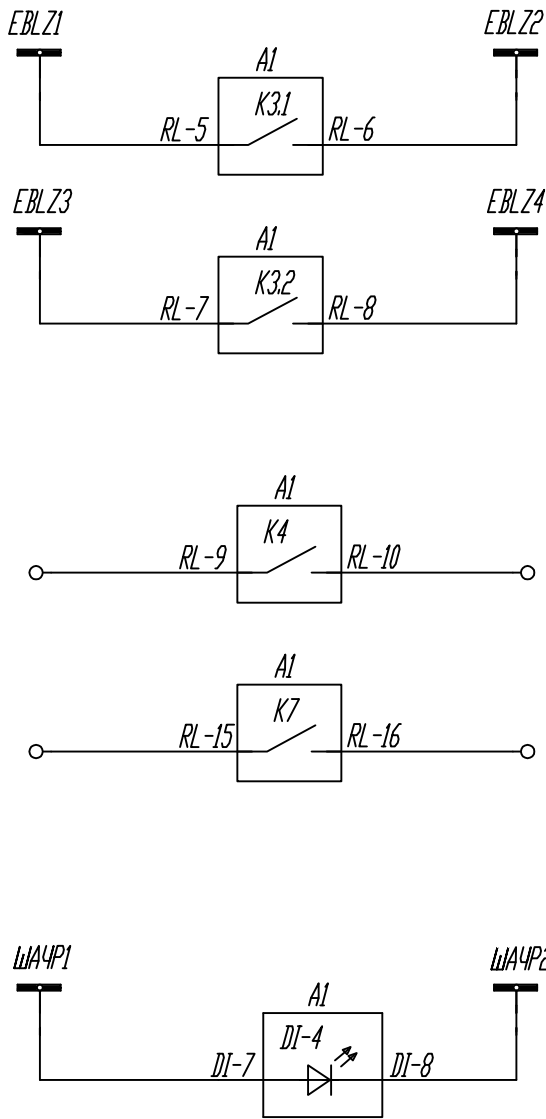 EBLZ1 EBLZ2
A1
K3.1
RL-5 RL-6
EBLZ3 EBLZ4
A1
K3.2
RL-7 RL-8
A1
K4
RL-9 RL-10
A1
K7
RL-15 RL-16
ШАЧР1 ШАЧР2
A1
DI-4
DI-7 DI-8